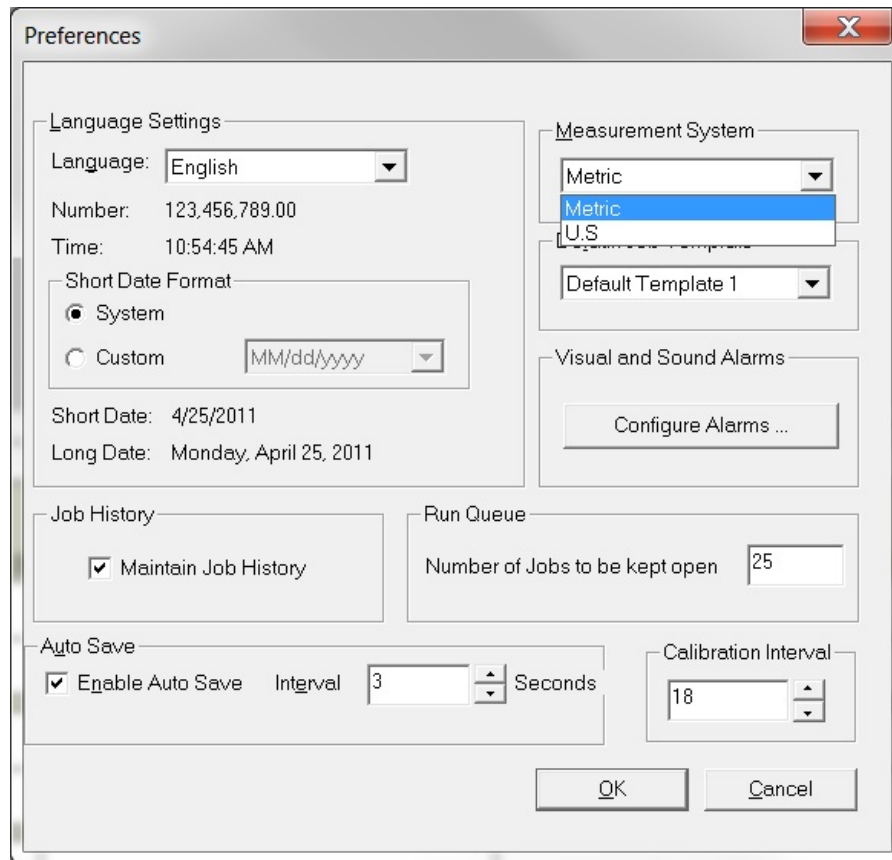 Preferences
Language Settings
Language: English
Number: 123,456,789.00
Time: 10:54:45 AM
Short Date Format
System
Custom MM/dd/yyyy
Short Date: 4/25/2011
Long Date: Monday, April 25, 2011
Measurement System
Metric
Metric
U.S
Default Template 1
Visual and Sound Alarms
Configure Alarms ...
Job History
Maintain Job History
Run Queue
Number of Jobs to be kept open 25
Auto Save
Enable Auto Save Interval 3 Seconds
Calibration Interval
18
OK Cancel